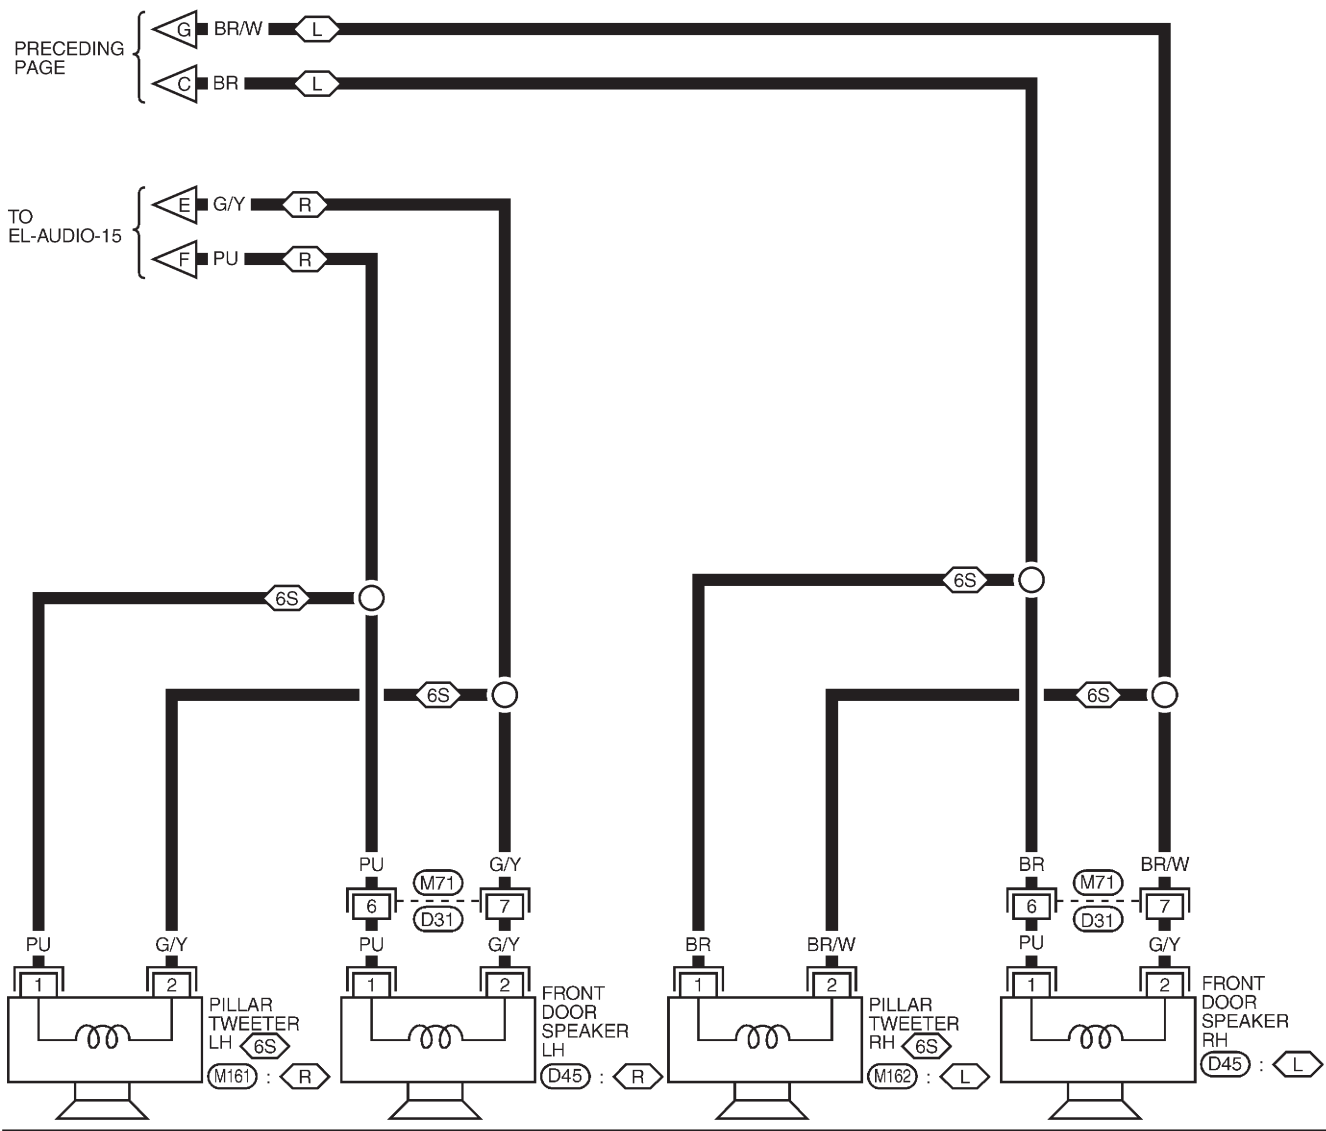 PRECEDING
PAGE
G BR/W L
C BR L
TO
EL-AUDIO-15
E G/Y R
F PU R
6S 6S
6S 6S
PU G/Y BR BR/W
M71 M71
6 7 6 7
D31 D31
PU G/Y PU G/Y BR BR/W PU G/Y
1 2 1 2 1 2 1 2
PILLAR
TWEETER
LH 6S
M161 : R
FRONT
DOOR
SPEAKER
LH
D45 : R
PILLAR
TWEETER
RH 6S
M162 : L
FRONT
DOOR
SPEAKER
RH
D45 : L